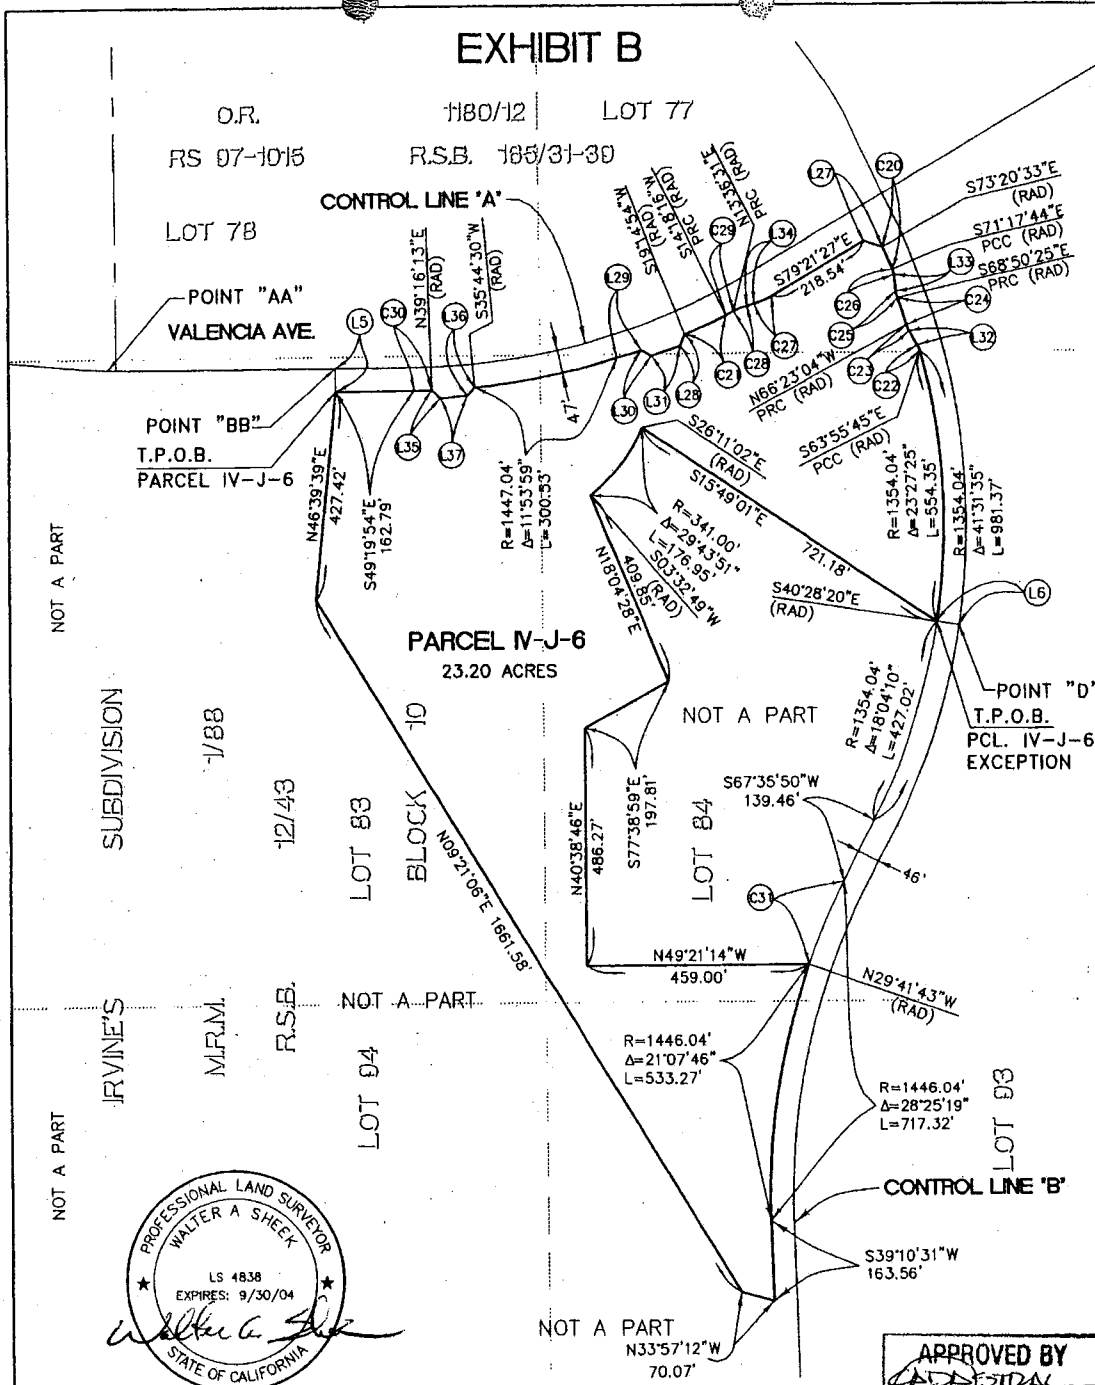 EXHIBIT B
O.R. 1180/12 LOT 77
RS 97-1015 R.S.B. 165/31-39
CONTROL LINE "A"
LOT 78
POINT "AA"
VALENCIA AVE.
POINT "BB"
T.P.O.B.
PARCEL IV-J-6
L5
C30
N39°16'13"E
(RAD)
L36
S35°44'30"W
(RAD)
L29
S19°14'54"W
(RAD)
S14°18'16"W
PRC (RAD)
C29
N13°36'31"E
PRC (RAD)
L34
S79°21'27"E
218.54'
L27
C20
S73°20'33"E
(RAD)
S71°17'44"E
PCC (RAD)
L33
S68°50'25"E
PRC (RAD)
C24
L32
C26
C25
C23
C22
N66°23'04"W
PRC (RAD)
S63°55'45"E
PCC (RAD)
C27
C28
C21
L28
L31
L30
47'
L35
L37
N46°39'39"E
427.42'
S49°19'54"E
162.79'
R=1447.04'
Δ=11°53'59"
L=300.53'
S26°11'02"E
(RAD)
S15°49'01"E
721.18'
R=341.00'
Δ=29°43'51"
L=176.95'
S03°32'49"W
(RAD)
N18°04'28"E
409.85'
R=1354.04'
Δ=23°27'25"
L=554.35'
R=1354.04'
Δ=41°31'35"
L=981.37'
S40°28'20"E
(RAD)
L6
PARCEL IV-J-6
23.20 ACRES
NOT A PART
POINT "D"
T.P.O.B.
PCL. IV-J-6
EXCEPTION
R=1354.04'
Δ=18°04'10"
L=427.02'
NOT A PART
S67°35'50"W
139.46'
46'
S77°38'59"E
197.81'
N40°38'46"E
486.27'
LOT 84
C31
N49°21'14"W
459.00'
N29°41'43"W
(RAD)
N09°21'06"E 1661.58'
IRVINE'S SUBDIVISION
M.R.M. 1/88
R.S.B. 12/43
LOT 83
BLOCK 10
NOT A PART
LOT 94
LOT 93
R=1446.04'
Δ=21°07'46"
L=533.27'
R=1446.04'
Δ=28°25'19"
L=717.32'
CONTROL LINE "B"
S39°10'31"W
163.56'
NOT A PART
NOT A PART
N33°57'12"W
70.07'
PROFESSIONAL LAND SURVEYOR
WALTER A SHEEK
LS 4838
EXPIRES: 9/30/04
Walter A. Sheek
STATE OF CALIFORNIA
APPROVED BY